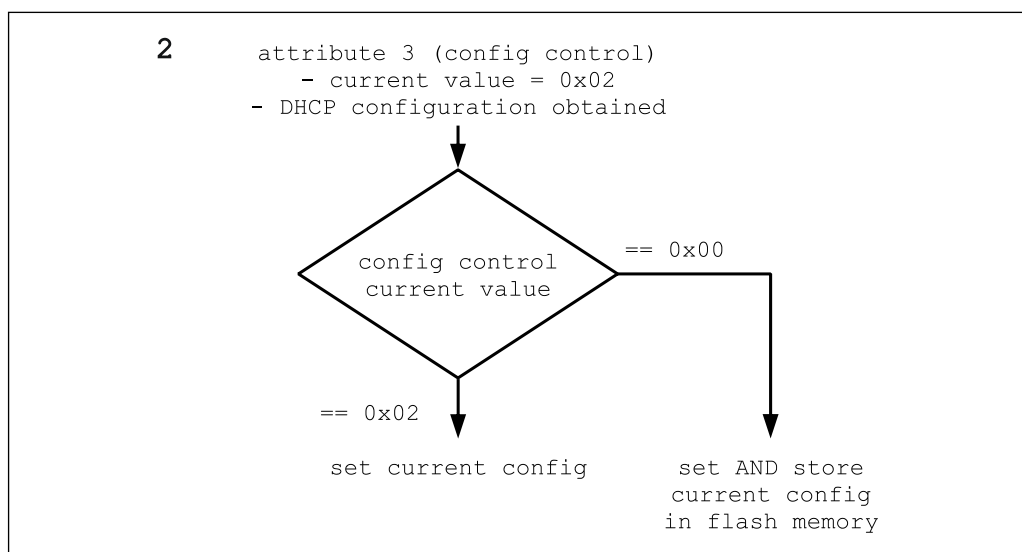 2
attribute 3 (config control)
- current value = 0x02
- DHCP configuration obtained
config control
current value
== 0x00
== 0x02
set current config
set AND store
current config
in flash memory